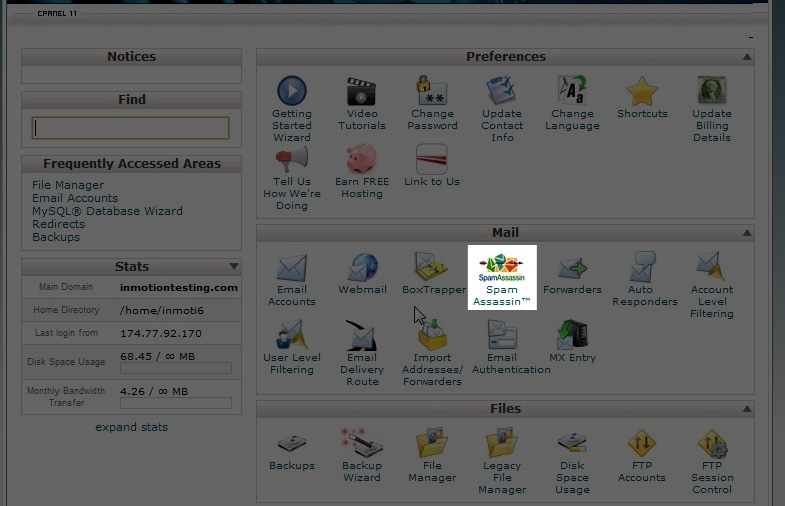 CPANEL 11
Notices
Find
Frequently Accessed Areas
File Manager
Email Accounts
MySQL® Database Wizard
Redirects
Backups
Stats
Main Domain inmotiontesting.com
Home Directory /home/inmoti6
Last login from 174.77.92.170
Disk Space Usage 68.45 / ∞ MB
Monthly Bandwidth
Transfer
4.26 / ∞ MB
expand stats
Preferences
Getting
Started
Wizard
Video
Tutorials
Change
Password
Update
Contact
Info
Change
Language
Shortcuts
Update
Billing
Details
Tell Us
How We're
Doing
Earn FREE
Hosting
Link to Us
Mail
Email
Accounts
Webmail
BoxTrapper
SpamAssassin
Spam
Assassin™
Forwarders
Auto
Responders
Account
Level
Filtering
User Level
Filtering
Email
Delivery
Route
Import
Addresses/
Forwarders
Email
Authentication
MX Entry
Files
Backups
Backup
Wizard
File
Manager
Legacy
File
Manager
Disk
Space
Usage
FTP
Accounts
FTP
Session
Control